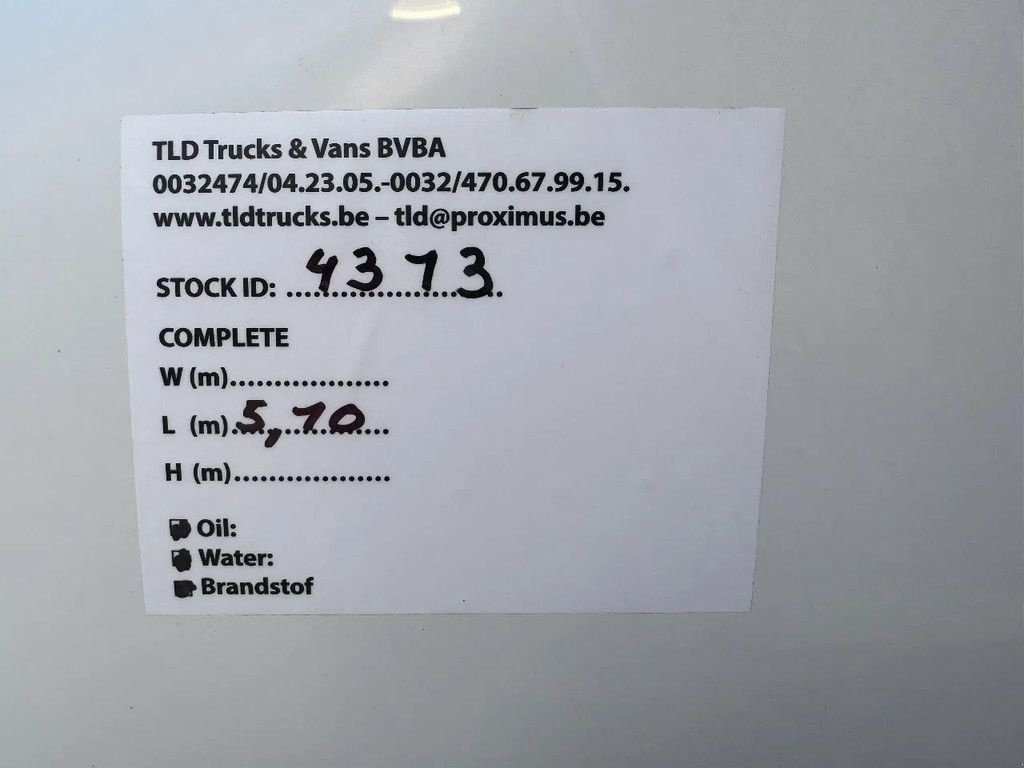 TLD Trucks & Vans BVBA
0032474/04.23.05.-0032/470.67.99.15.
www.tldtrucks.be – tld@proximus.be
STOCK ID: 4373
COMPLETE
W (m)..................
L (m) 5,70
H (m)..................
Oil:
Water:
Brandstof